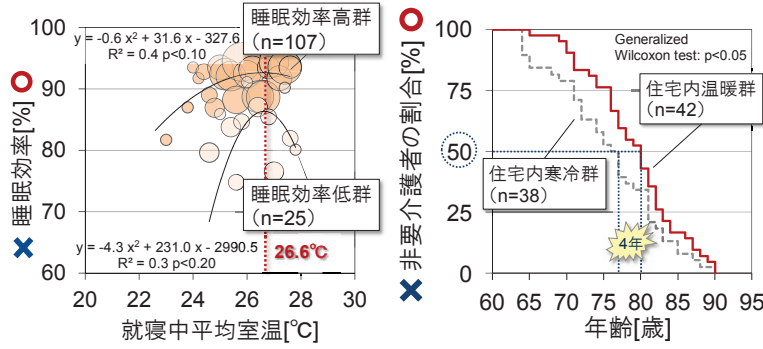 100
90
80
70
60
睡眠効率[%]
y = -0.6 x² + 31.6 x - 327.6
R² = 0.4 p<0.10
睡眠効率高群
(n=107)
睡眠効率低群
(n=25)
y = -4.3 x² + 231.0 x - 2990.5
R² = 0.3 p<0.20
26.6℃
20 22 24 26 28 30
就寝中平均室温[℃]
100
75
50
25
0
非要介護者の割合[%]
Generalized
Wilcoxon test: p<0.05
住宅内温暖群
(n=42)
住宅内寒冷群
(n=38)
4年
60 65 70 75 80 85 90 95
年齢[歳]